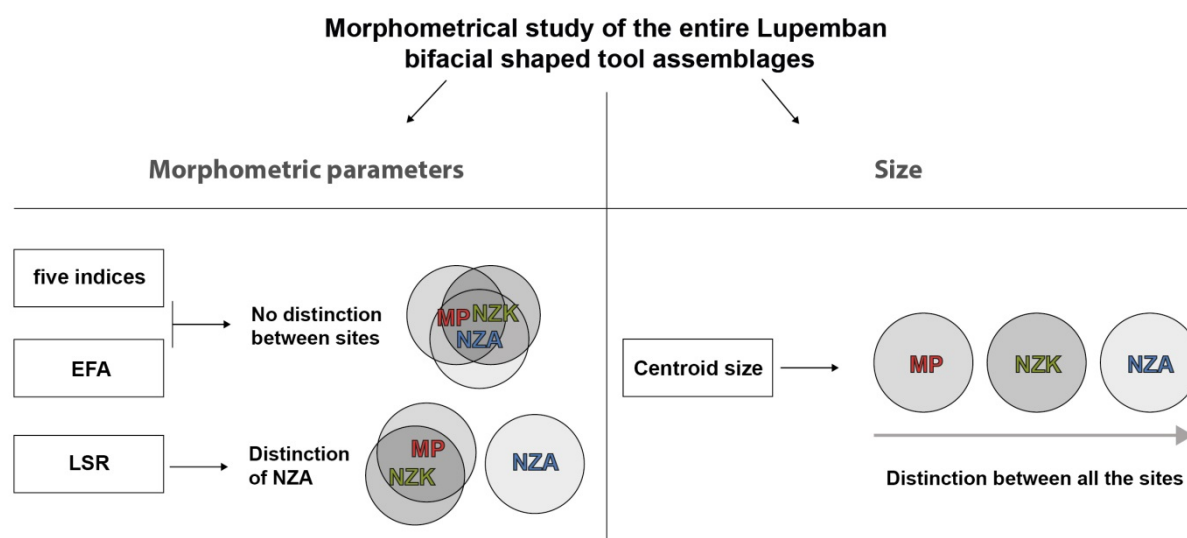 Morphometrical study of the entire Lupemban
bifacial shaped tool assemblages
Morphometric parameters
Size
five indices
EFA
No distinction
between sites
MP
NZK
NZA
LSR
Distinction
of NZA
MP
NZK
NZA
Centroid size
MP
NZK
NZA
Distinction between all the sites